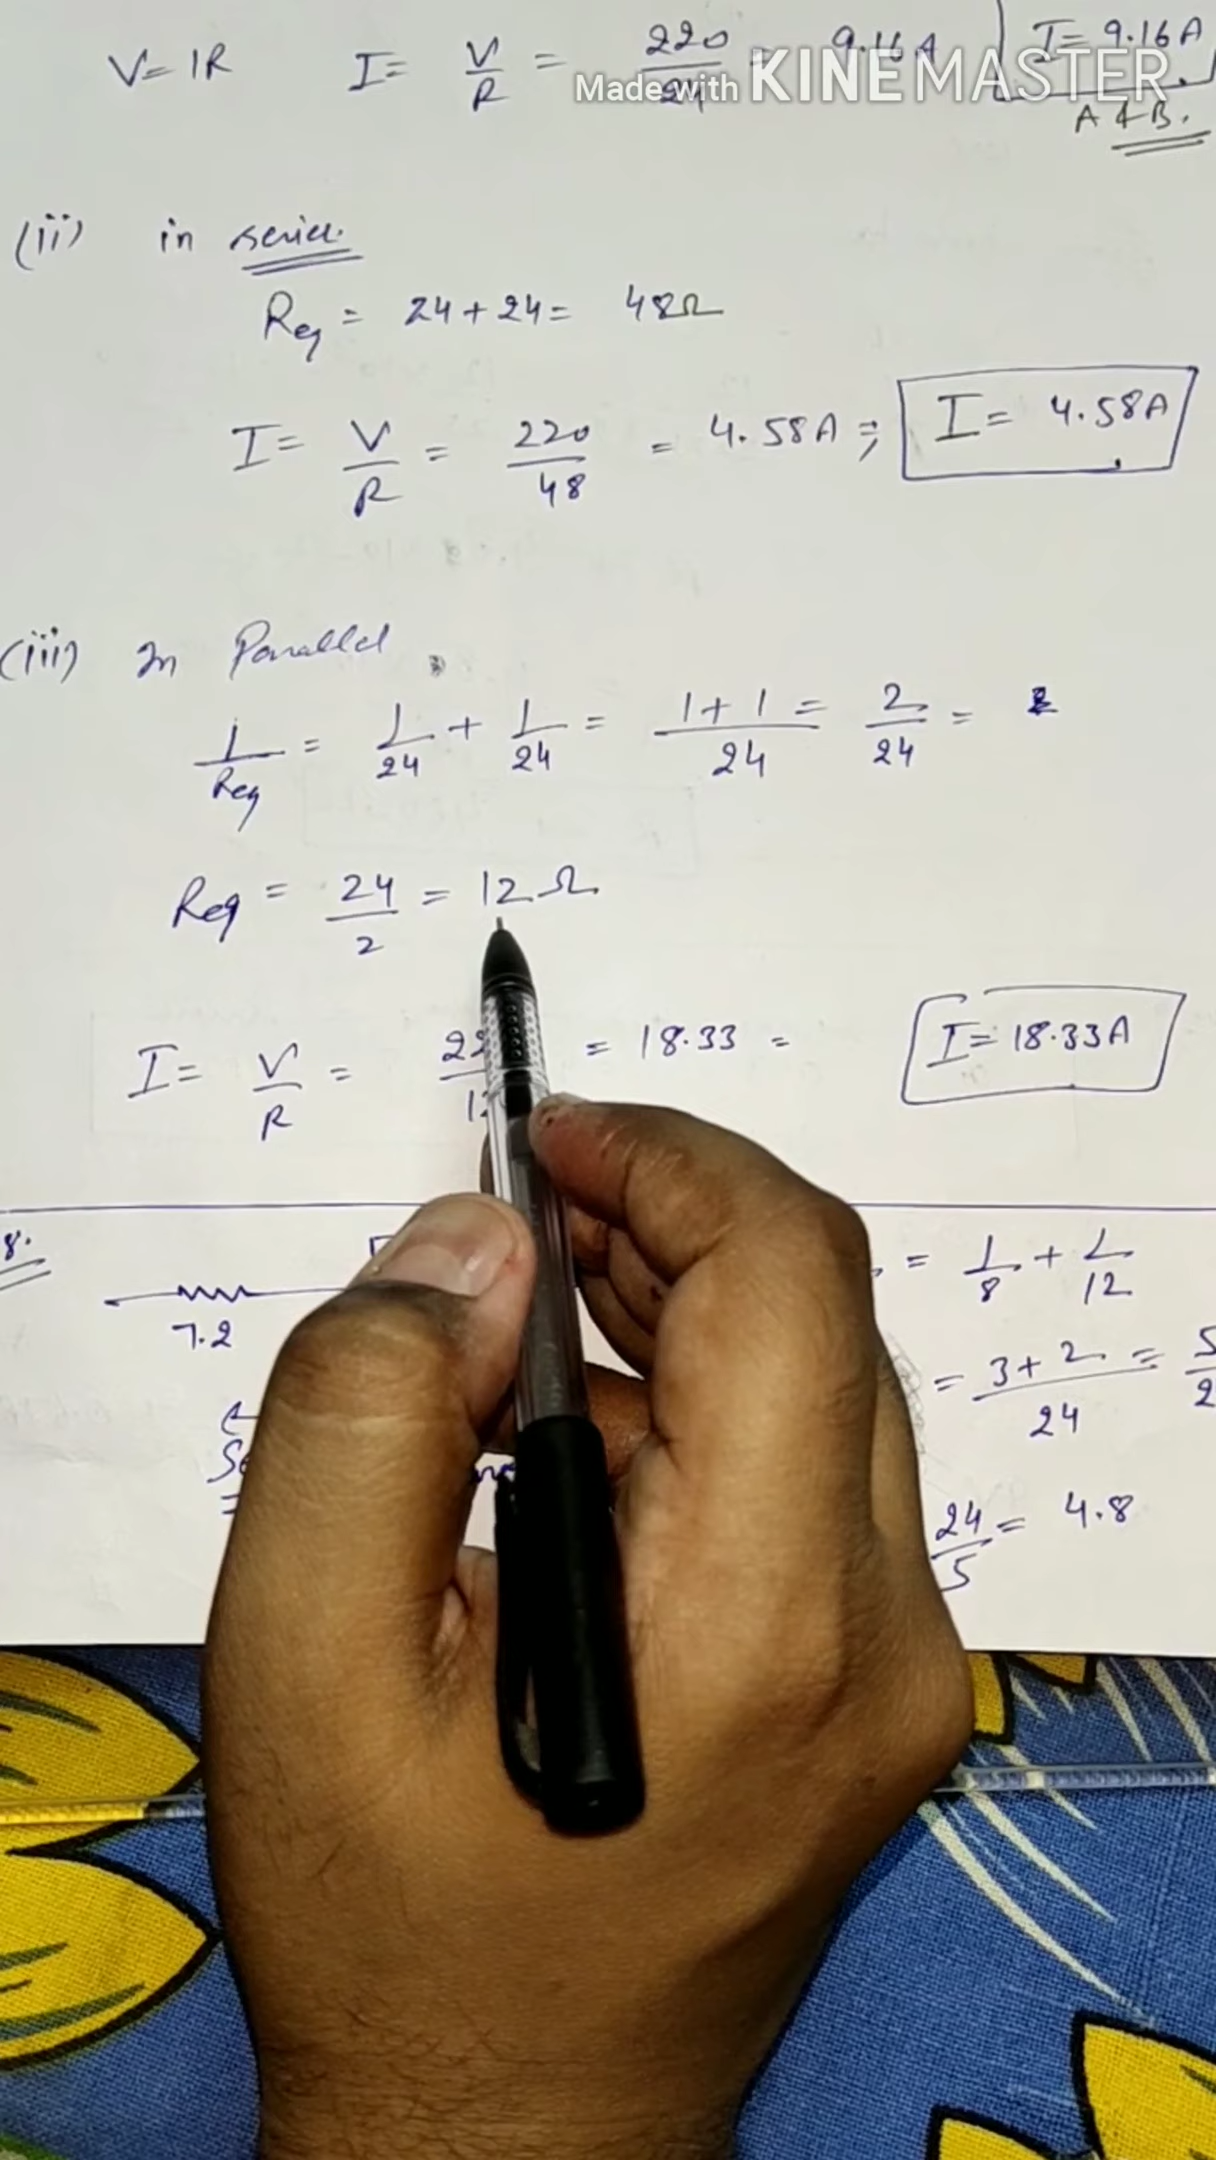 V=IR I= V/R = 220/24 = 9.16A I= 9.16A
Made with KINEMASTER
A & B.
(ii) in series.
Req = 24+24= 48Ω
I= V/R = 220/48 = 4.58A ; I= 4.58A
(iii) In Parallel
1/Req = 1/24 + 1/24 = 1+1/24 = 2/24 =
Req = 24/2 = 12Ω
I= V/R = = 18.33 = I= 18.33A
8.
= 1/8 + 1/12
7.2
= 3+2/24 =
24/5 = 4.8